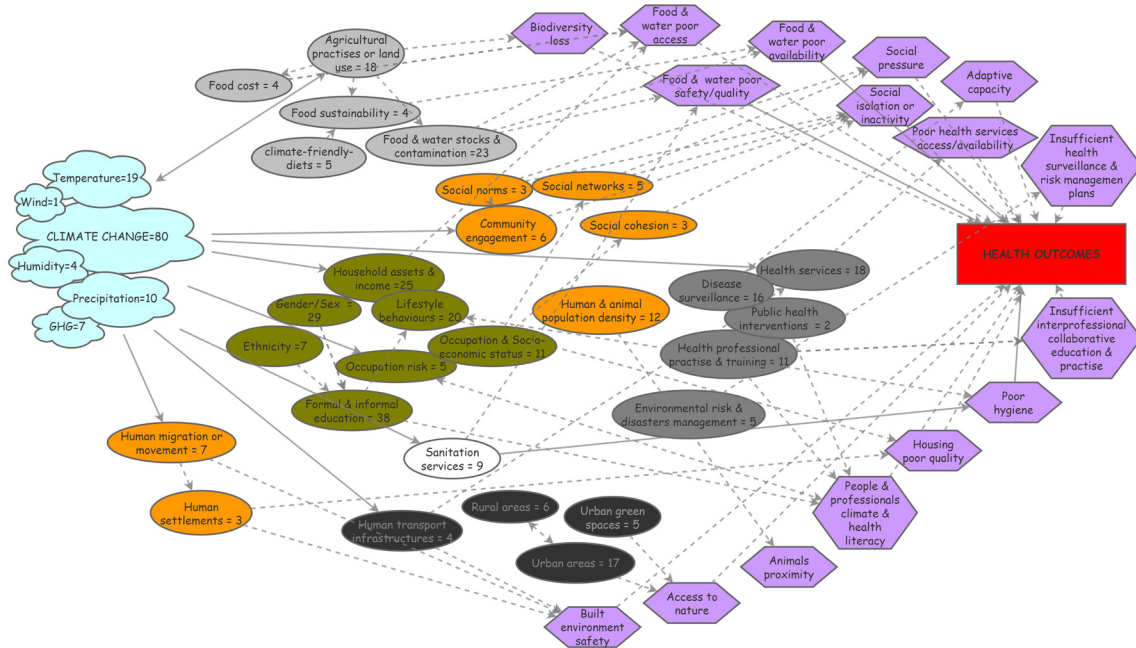 Biodiversity
loss
Food &
water poor
access
Food &
water poor
availability
Social
pressure
Adaptive
capacity
Agricultural
practises or land
use = 18
Food cost = 4
Food & water poor
safety/quality
Social
isolation or
inactivity
Food sustainability = 4
Food & water stocks &
contamination =23
climate-friendly-
diets = 5
Poor health services
access/availability
Insufficient
health
surveillance &
risk managemen
plans
Temperature=19
Wind=1
CLIMATE CHANGE=80
Humidity=4
Precipitation=10
GHG=7
Social norms = 3
Social networks = 5
Community
engagement = 6
Social cohesion = 3
HEALTH OUTCOMES
Household assets &
income =25
Gender/Sex =
29
Lifestyle
behaviours = 20
Ethnicity =7
Occupation & Socio-
economic status = 11
Occupation risk = 5
Formal & informal
education = 38
Human & animal
population density = 12
Health services = 18
Disease
surveillance = 16
Public health
interventions = 2
Health professional
practise & training = 11
Environmental risk &
disasters management = 5
Insufficient
interprofessional
collaborative
education &
practise
Poor
hygiene
Human migration or
movement = 7
Sanitation
services = 9
Housing
poor quality
Human
settlements = 3
Human transport
infrastructures = 4
Rural areas = 6
Urban green
spaces = 5
Urban areas = 17
People &
professionals
climate &
health
literacy
Animals
proximity
Access to
nature
Built
environment
safety